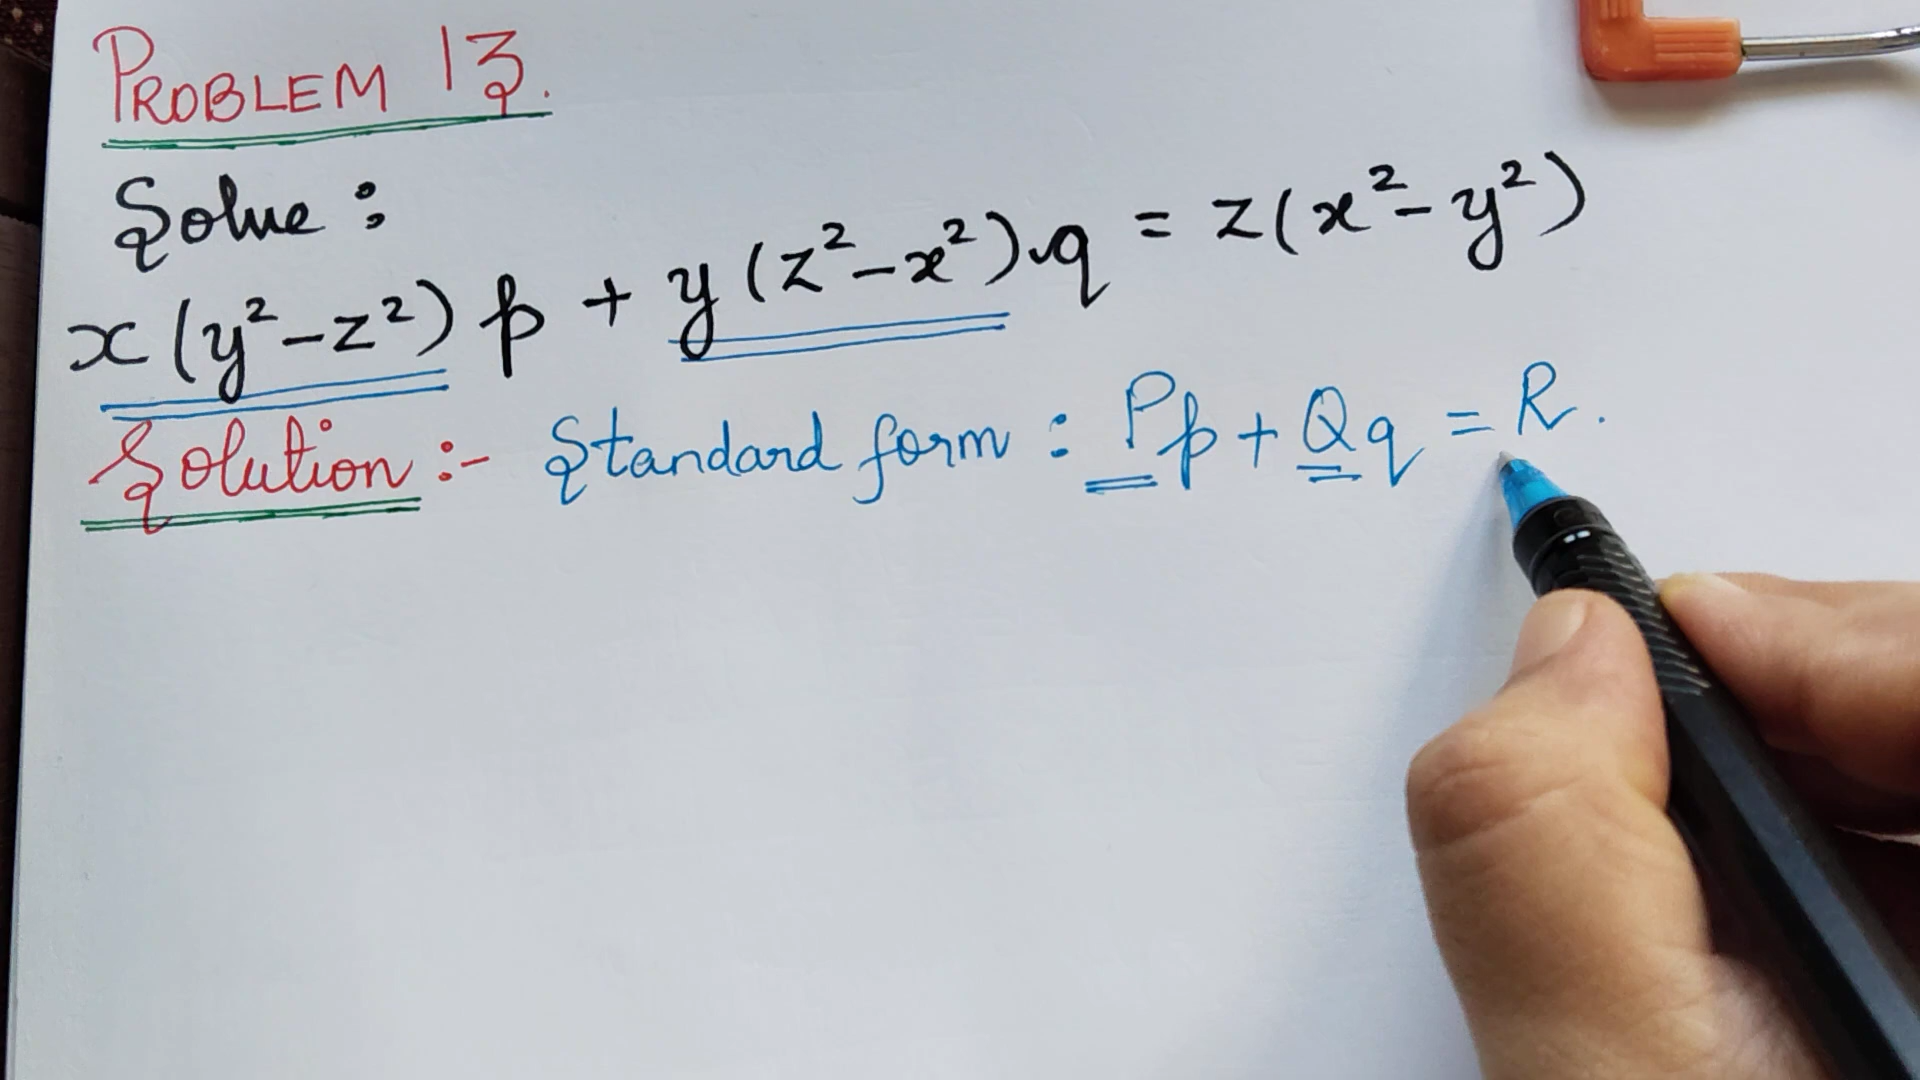 PROBLEM 13.
Solve :
x(y²-z²) p + y(z²-x²).q = z(x²-y²)
Solution :- Standard form : Pp + Qq = R.